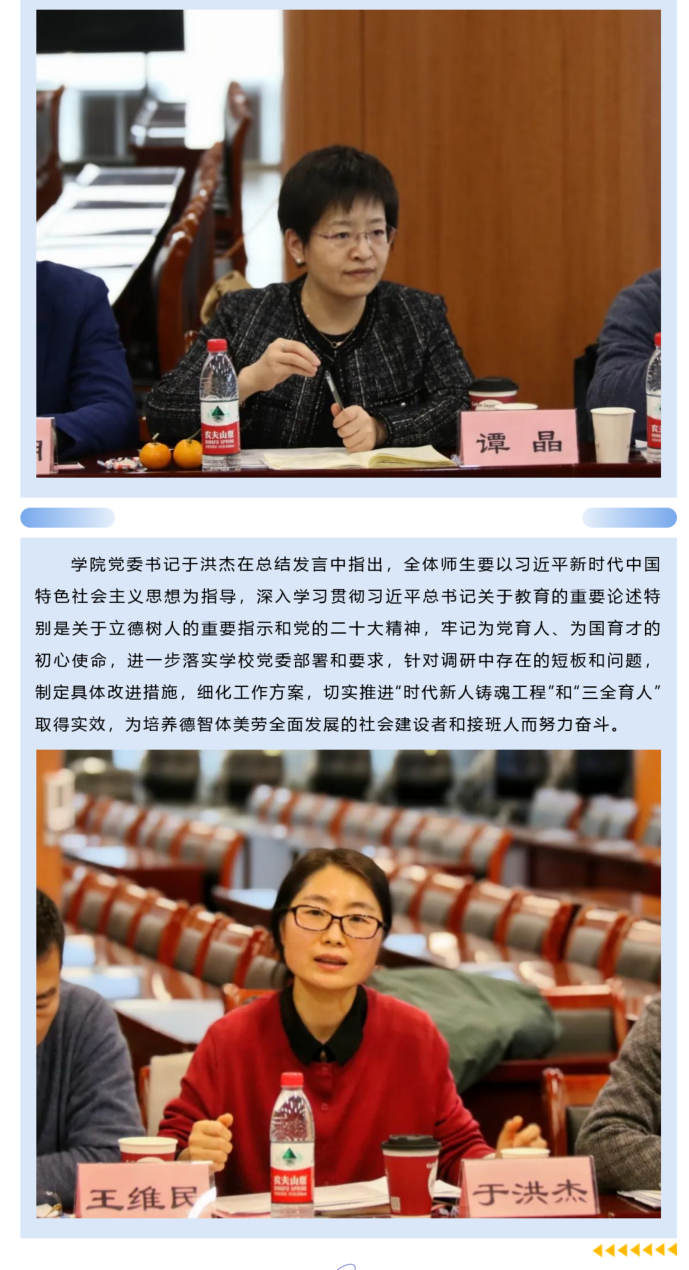 农夫山泉
谭晶
学院党委书记于洪杰在总结发言中指出，全体师生要以习近平新时代中国
特色社会主义思想为指导，深入学习贯彻习近平总书记关于教育的重要论述特
别是关于立德树人的重要指示和党的二十大精神，牢记为党育人、为国育才的
初心使命，进一步落实学校党委部署和要求，针对调研中存在的短板和问题，
制定具体改进措施，细化工作方案，切实推进“时代新人铸魂工程”和“三全育人”
取得实效，为培养德智体美劳全面发展的社会建设者和接班人而努力奋斗。
农夫山泉
王维民
于洪杰